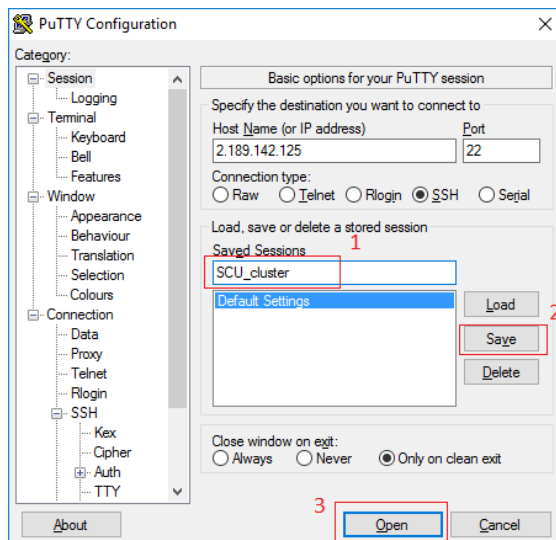 PuTTY Configuration
Category:
Session
Logging
Terminal
Keyboard
Bell
Features
Window
Appearance
Behaviour
Translation
Selection
Colours
Connection
Data
Proxy
Telnet
Rlogin
SSH
Kex
Cipher
Auth
TTY
Basic options for your PuTTY session
Specify the destination you want to connect to
Host Name (or IP address) Port
2.189.142.125 22
Connection type:
Raw Telnet Rlogin SSH Serial
Load, save or delete a stored session
1
Saved Sessions
SCU_cluster
Default Settings
Load
2
Save
Delete
Close window on exit:
Always Never Only on clean exit
3
About Open Cancel